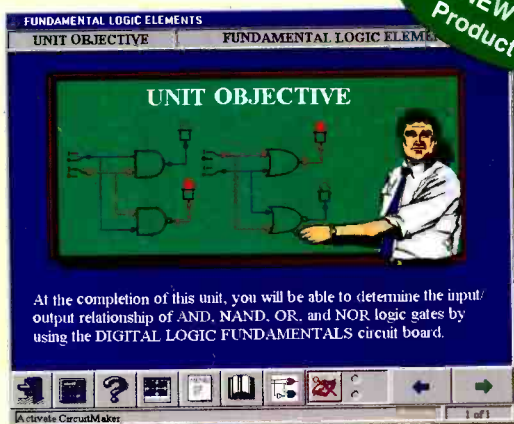 NEW
Product
FUNDAMENTAL LOGIC ELEMENTS
UNIT OBJECTIVE
FUNDAMENTAL LOGIC ELEME
UNIT OBJECTIVE
At the completion of this unit, you will be able to determine the input/
output relationship of AND, NAND, OR, and NOR logic gates by
using the DIGITAL LOGIC FUNDAMENTALS circuit board.
Activate CircuitMaker
1 of 1